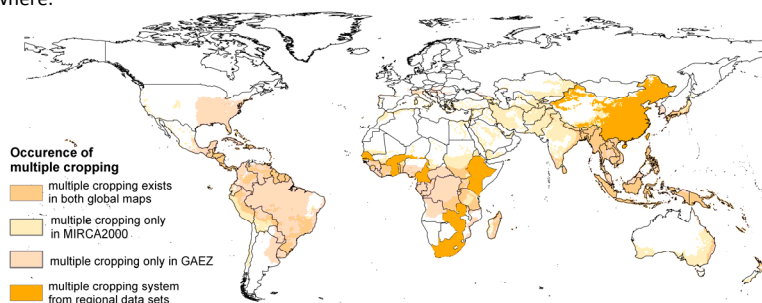 where:
Occurence of
multiple cropping
multiple cropping exists
in both global maps
multiple cropping only
in MIRCA2000
multiple cropping only in GAEZ
multiple cropping system
from regional data sets